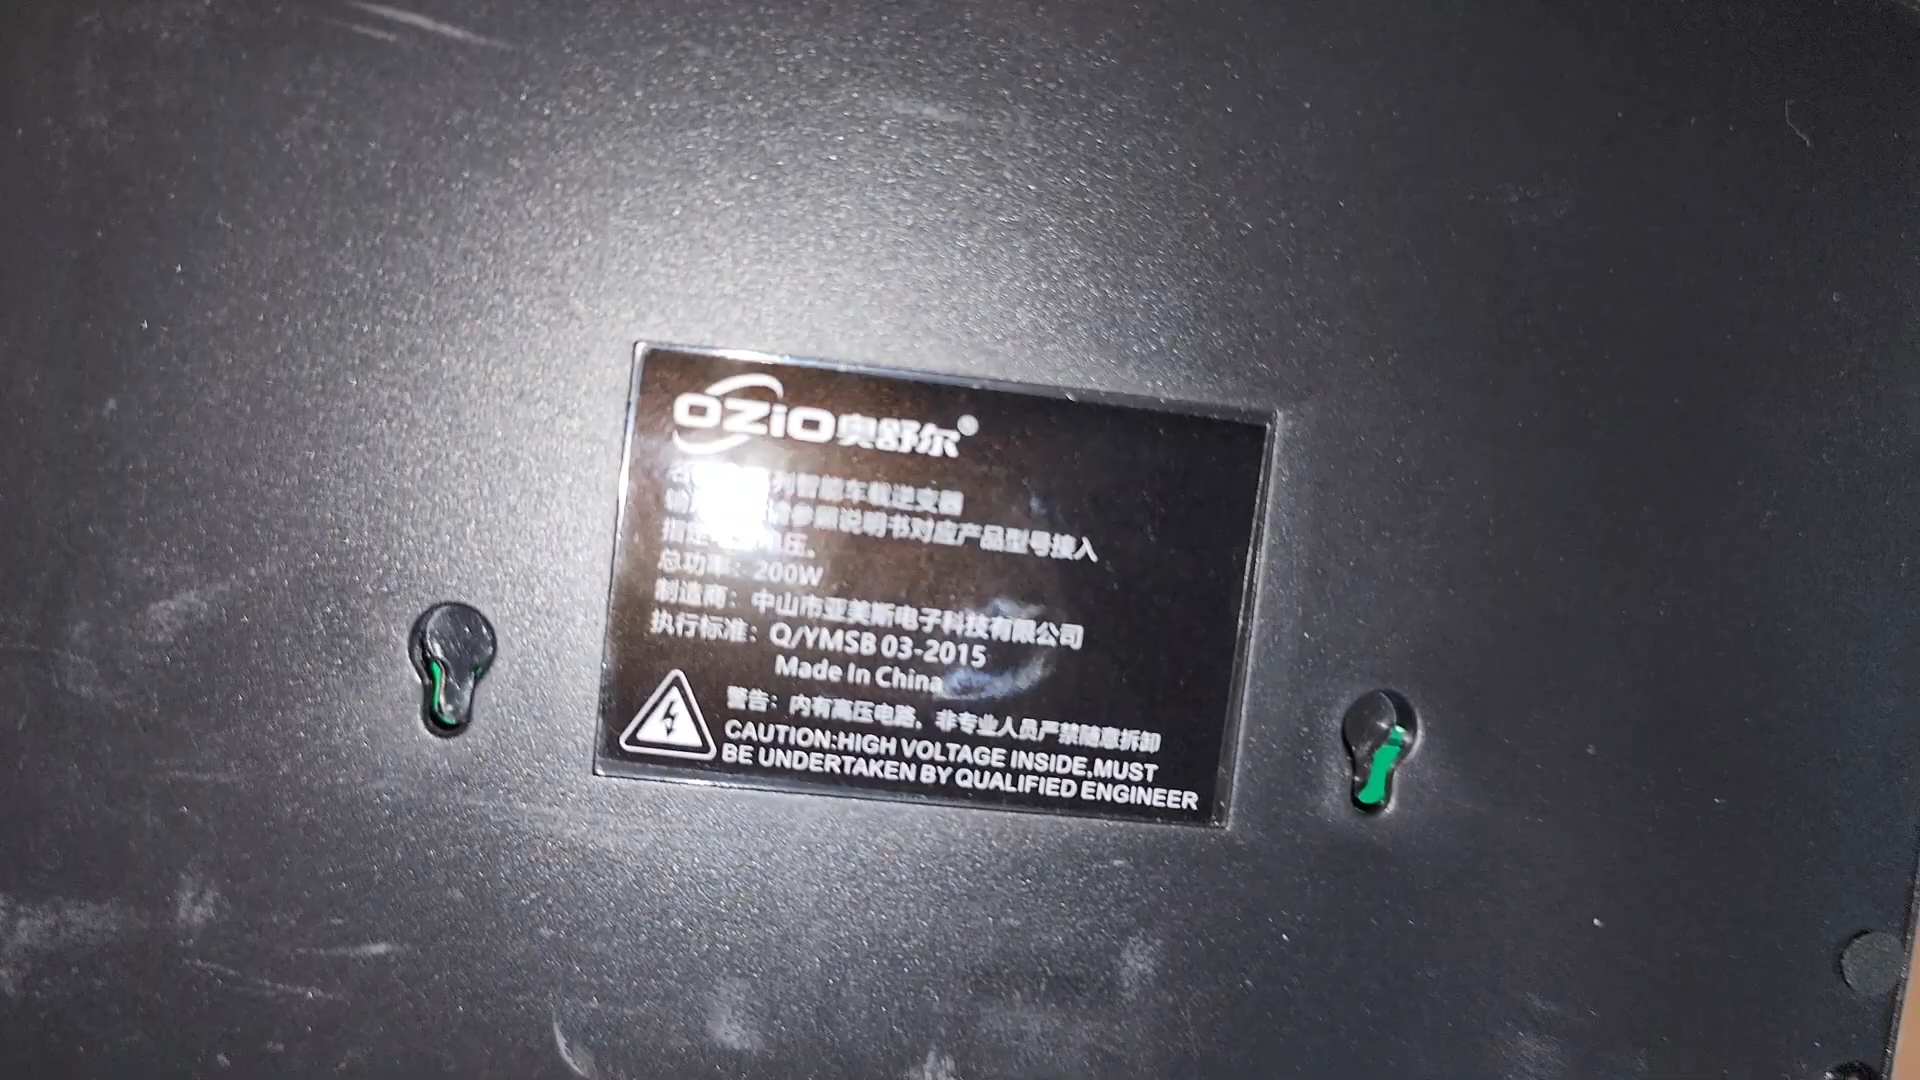 OZiO奥舒尔®
列智能车载逆变器
参照说明书对应产品型号接入
指定 电压。
总功率：200W
制造商：中山市亚美斯电子科技有限公司
执行标准：Q/YMSB 03-2015
Made In China
警告：内有高压电路，非专业人员严禁随意拆卸
CAUTION:HIGH VOLTAGE INSIDE,MUST
BE UNDERTAKEN BY QUALIFIED ENGINEER